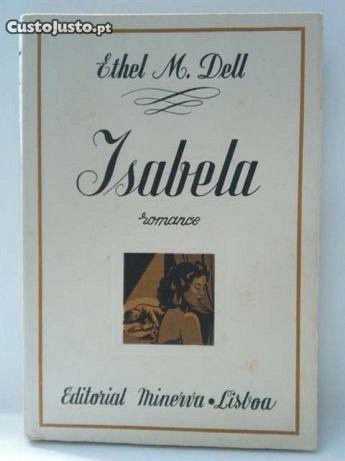 CustoJusto.pt
Ethel M. Dell
Isabela
romance
Editorial Minerva • Lisboa